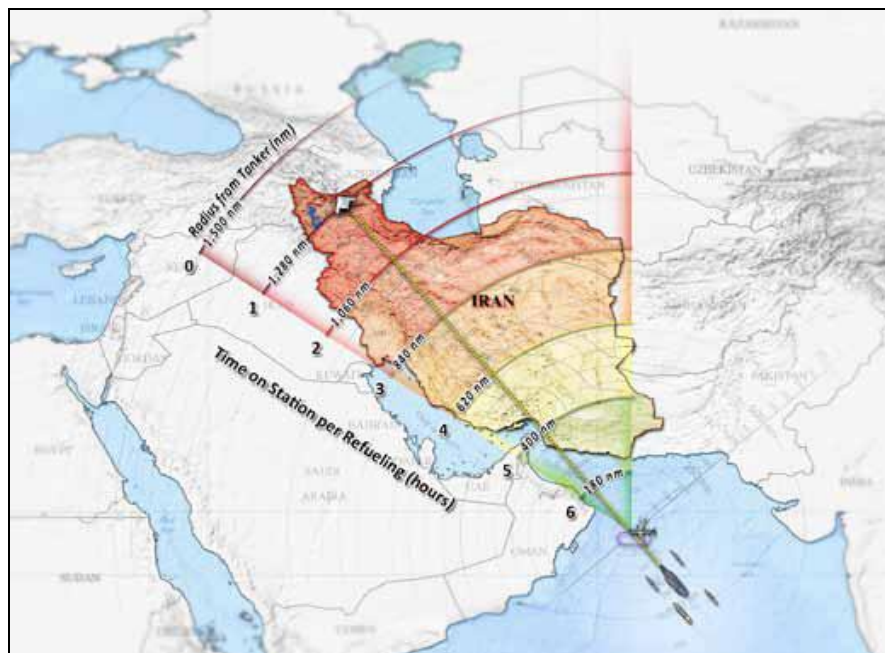 KAZAKHSTAN
RUSSIA
UZBEKISTAN
Radius from Tanker (nm)
1,500 nm
0
1,280 nm
1
1,060 nm
2
IRAN
840 nm
3
620 nm
4
400 nm
5
180 nm
6
Time on Station per Refueling (hours)
PAKISTAN
KUWAIT
BAHRAIN
SAUDI
ARABIA
UAE
OMAN
EGYPT
SUDAN
YEMEN
INDIA